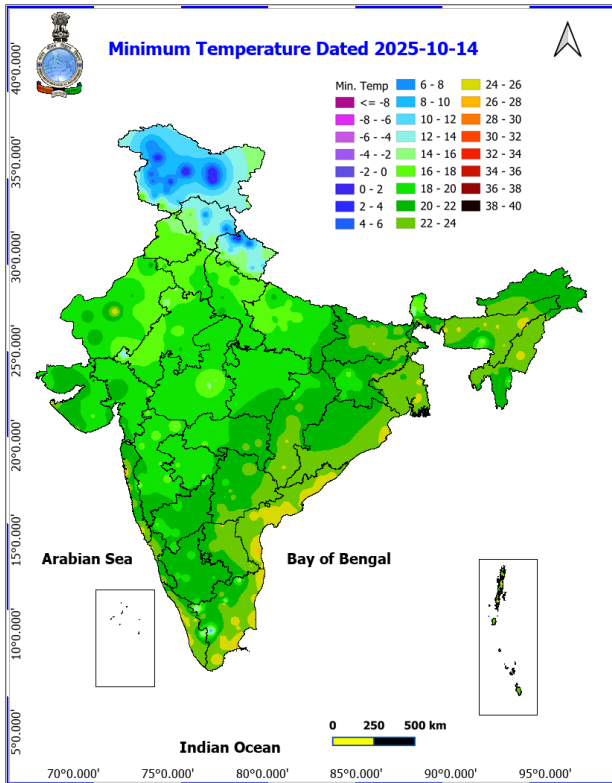 Minimum Temperature Dated 2025-10-14
Min. Temp
<= -8
-8 - -6
-6 - -4
-4 - -2
-2 - 0
0 - 2
2 - 4
4 - 6
6 - 8
8 - 10
10 - 12
12 - 14
14 - 16
16 - 18
18 - 20
20 - 22
22 - 24
24 - 26
26 - 28
28 - 30
30 - 32
32 - 34
34 - 36
36 - 38
38 - 40
40°0.000'
35°0.000'
30°0.000'
25°0.000'
20°0.000'
15°0.000'
10°0.000'
5°0.000'
Arabian Sea
Bay of Bengal
Indian Ocean
0 250 500 km
70°0.000' 75°0.000' 80°0.000' 85°0.000' 90°0.000' 95°0.000'